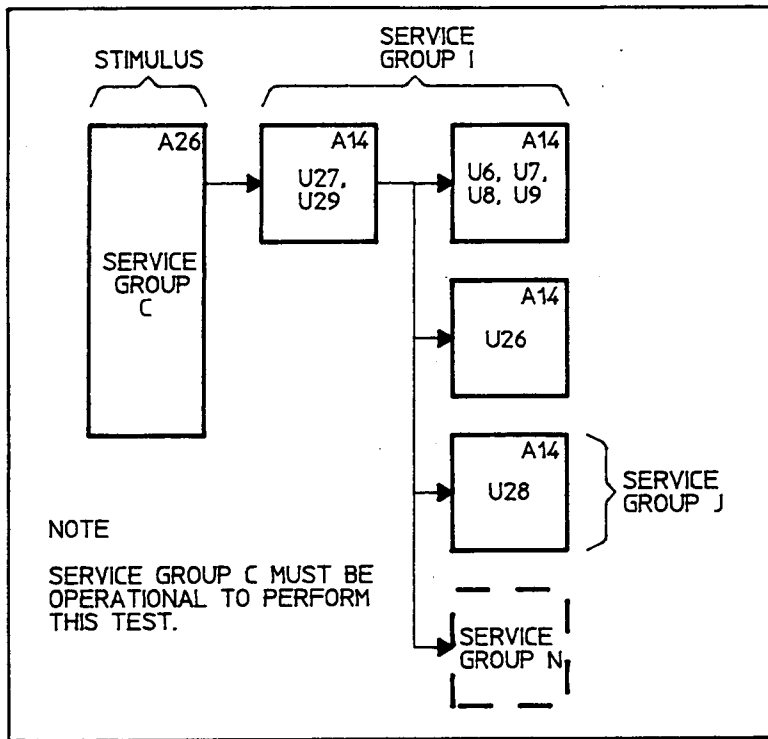 STIMULUS
SERVICE
GROUP I
A26
SERVICE
GROUP
C
A14
U27,
U29
A14
U6, U7,
U8, U9
A14
U26
A14
U28
SERVICE
GROUP J
SERVICE
GROUP N
NOTE
SERVICE GROUP C MUST BE
OPERATIONAL TO PERFORM
THIS TEST.